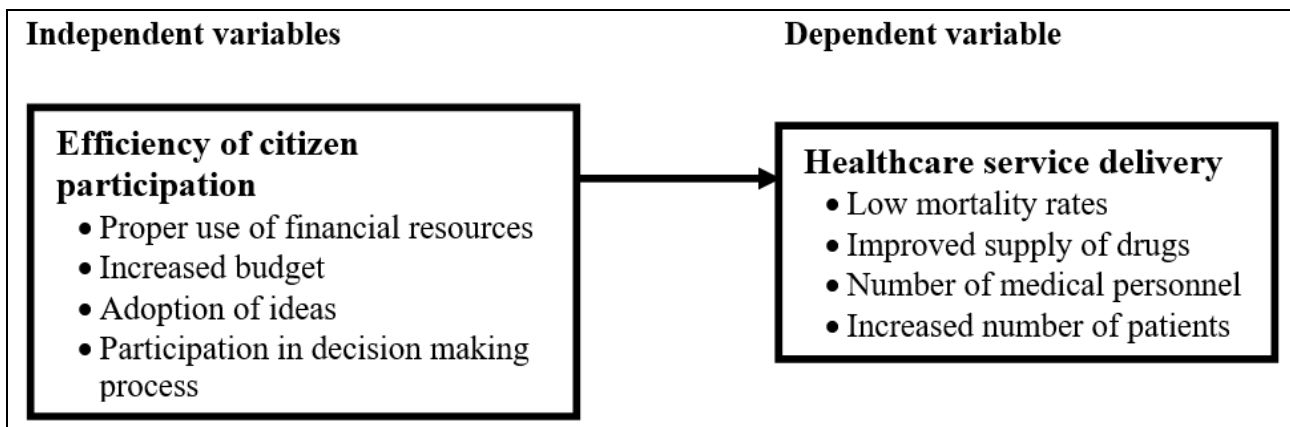 Independent variables
Dependent variable
Efficiency of citizen
participation
• Proper use of financial resources
• Increased budget
• Adoption of ideas
• Participation in decision making
process
Healthcare service delivery
• Low mortality rates
• Improved supply of drugs
• Number of medical personnel
• Increased number of patients